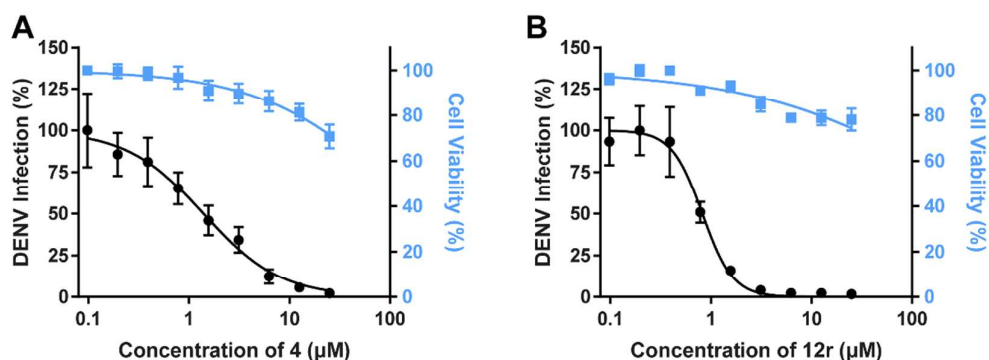 A
DENV Infection (%)
150
125
100
75
50
25
0
100
80
60
40
20
0
Cell Viability (%)
0.1 1 10 100
Concentration of 4 (μM)
B
DENV Infection (%)
150
125
100
75
50
25
0
100
80
60
40
20
0
Cell Viability (%)
0.1 1 10 100
Concentration of 12r (μM)